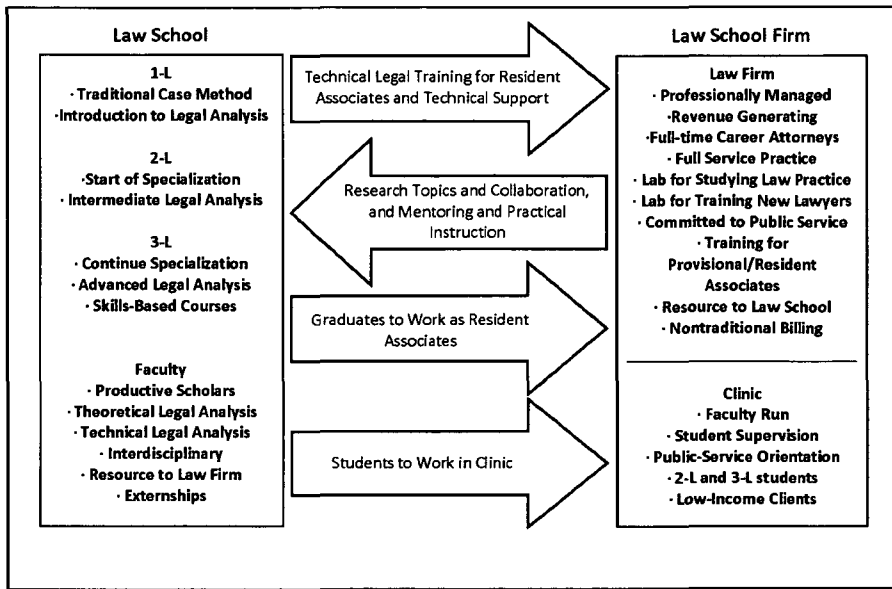 Law School
1-L
· Traditional Case Method
·Introduction to Legal Analysis
2-L
· Start of Specialization
· Intermediate Legal Analysis
3-L
· Continue Specialization
· Advanced Legal Analysis
· Skills-Based Courses
Faculty
· Productive Scholars
· Theoretical Legal Analysis
· Technical Legal Analysis
· Interdisciplinary
· Resource to Law Firm
· Externships
Technical Legal Training for Resident
Associates and Technical Support
Research Topics and Collaboration,
and Mentoring and Practical
Instruction
Graduates to Work as Resident
Associates
Students to Work in Clinic
Law School Firm
Law Firm
· Professionally Managed
· Revenue Generating
· Full-time Career Attorneys
· Full Service Practice
· Lab for Studying Law Practice
· Lab for Training New Lawyers
· Committed to Public Service
· Training for
Provisional/Resident
Associates
· Resource to Law School
· Nontraditional Billing
Clinic
· Faculty Run
· Student Supervision
· Public-Service Orientation
· 2-L and 3-L students
· Low-Income Clients